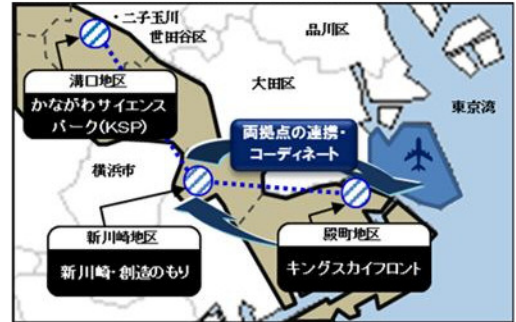 ・二子玉川
世田谷区
品川区
溝口地区
かながわサイエンス
パーク(KSP)
大田区
東京湾
両拠点の連携・
コーディネート
横浜市
新川崎地区
新川崎・創造のもり
殿町地区
キングスカイフロント